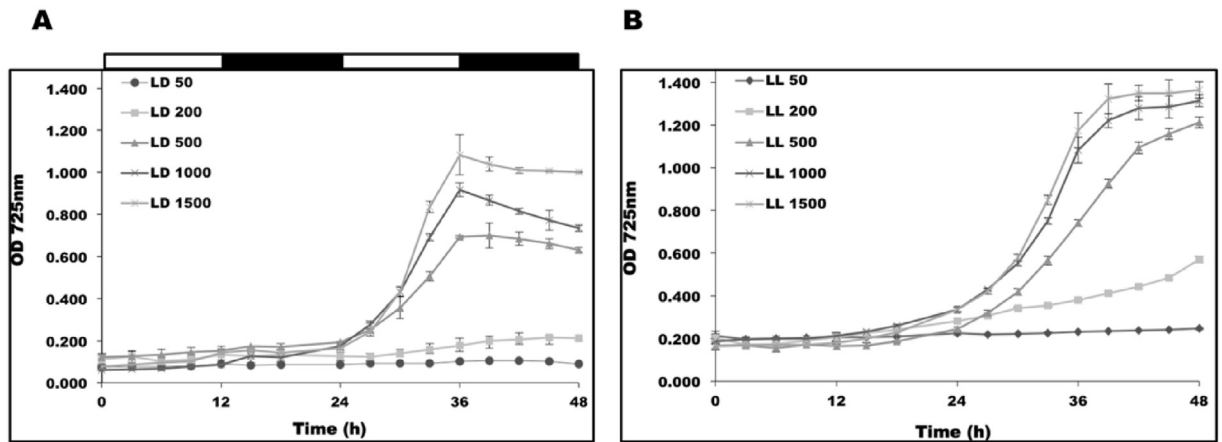 A
OD 725nm
1.400
1.200
1.000
0.800
0.600
0.400
0.200
0.000
LD 50
LD 200
LD 500
LD 1000
LD 1500
0 12 24 36 48
Time (h)
B
OD 725nm
1.400
1.200
1.000
0.800
0.600
0.400
0.200
0.000
LL 50
LL 200
LL 500
LL 1000
LL 1500
0 12 24 36 48
Time (h)